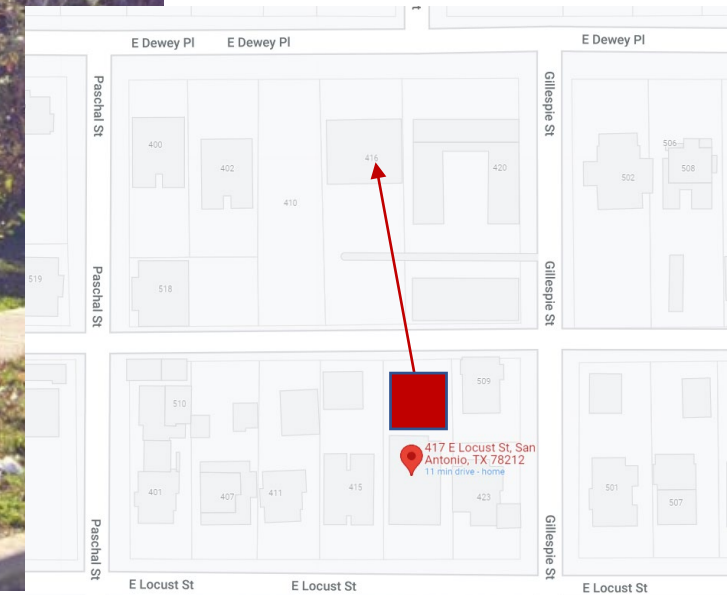 E Dewey Pl
E Dewey Pl
E Dewey Pl
Paschal St
Gillespie St
400
402
410
416
420
502
506
508
519
Paschal St
518
Gillespie St
510
509
417 E Locust St, San
Antonio, TX 78212
11 min drive - home
401
407
411
415
423
501
507
Paschal St
Gillespie St
E Locust St
E Locust St
E Locust St